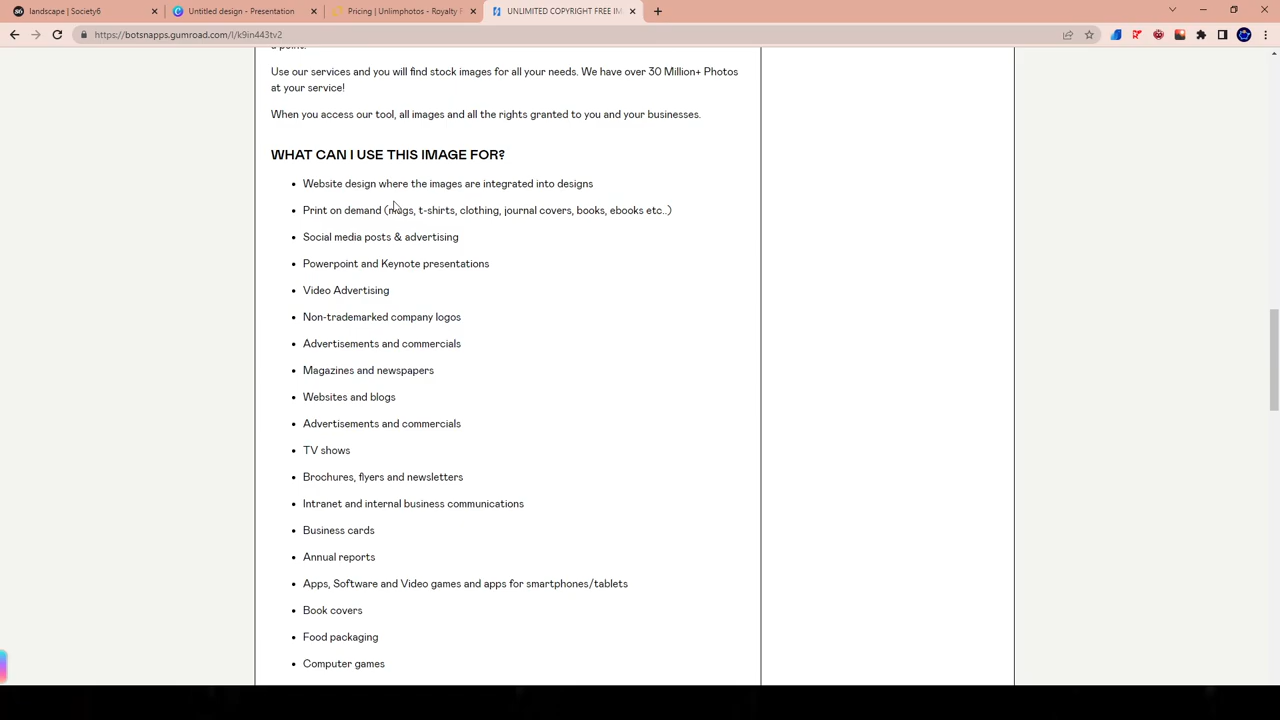 landscape | Society6
Untitled design - Presentation
Pricing | Unlimphotos - Royalty F
UNLIMITED COPYRIGHT FREE IM
https://botsnapps.gumroad.com/l/k9in443tv2
a point.
Use our services and you will find stock images for all your needs. We have over 30 Million+ Photos
at your service!
When you access our tool, all images and all the rights granted to you and your businesses.
WHAT CAN I USE THIS IMAGE FOR?
• Website design where the images are integrated into designs
• Print on demand (mugs, t-shirts, clothing, journal covers, books, ebooks etc..)
• Social media posts & advertising
• Powerpoint and Keynote presentations
• Video Advertising
• Non-trademarked company logos
• Advertisements and commercials
• Magazines and newspapers
• Websites and blogs
• Advertisements and commercials
• TV shows
• Brochures, flyers and newsletters
• Intranet and internal business communications
• Business cards
• Annual reports
• Apps, Software and Video games and apps for smartphones/tablets
• Book covers
• Food packaging
• Computer games